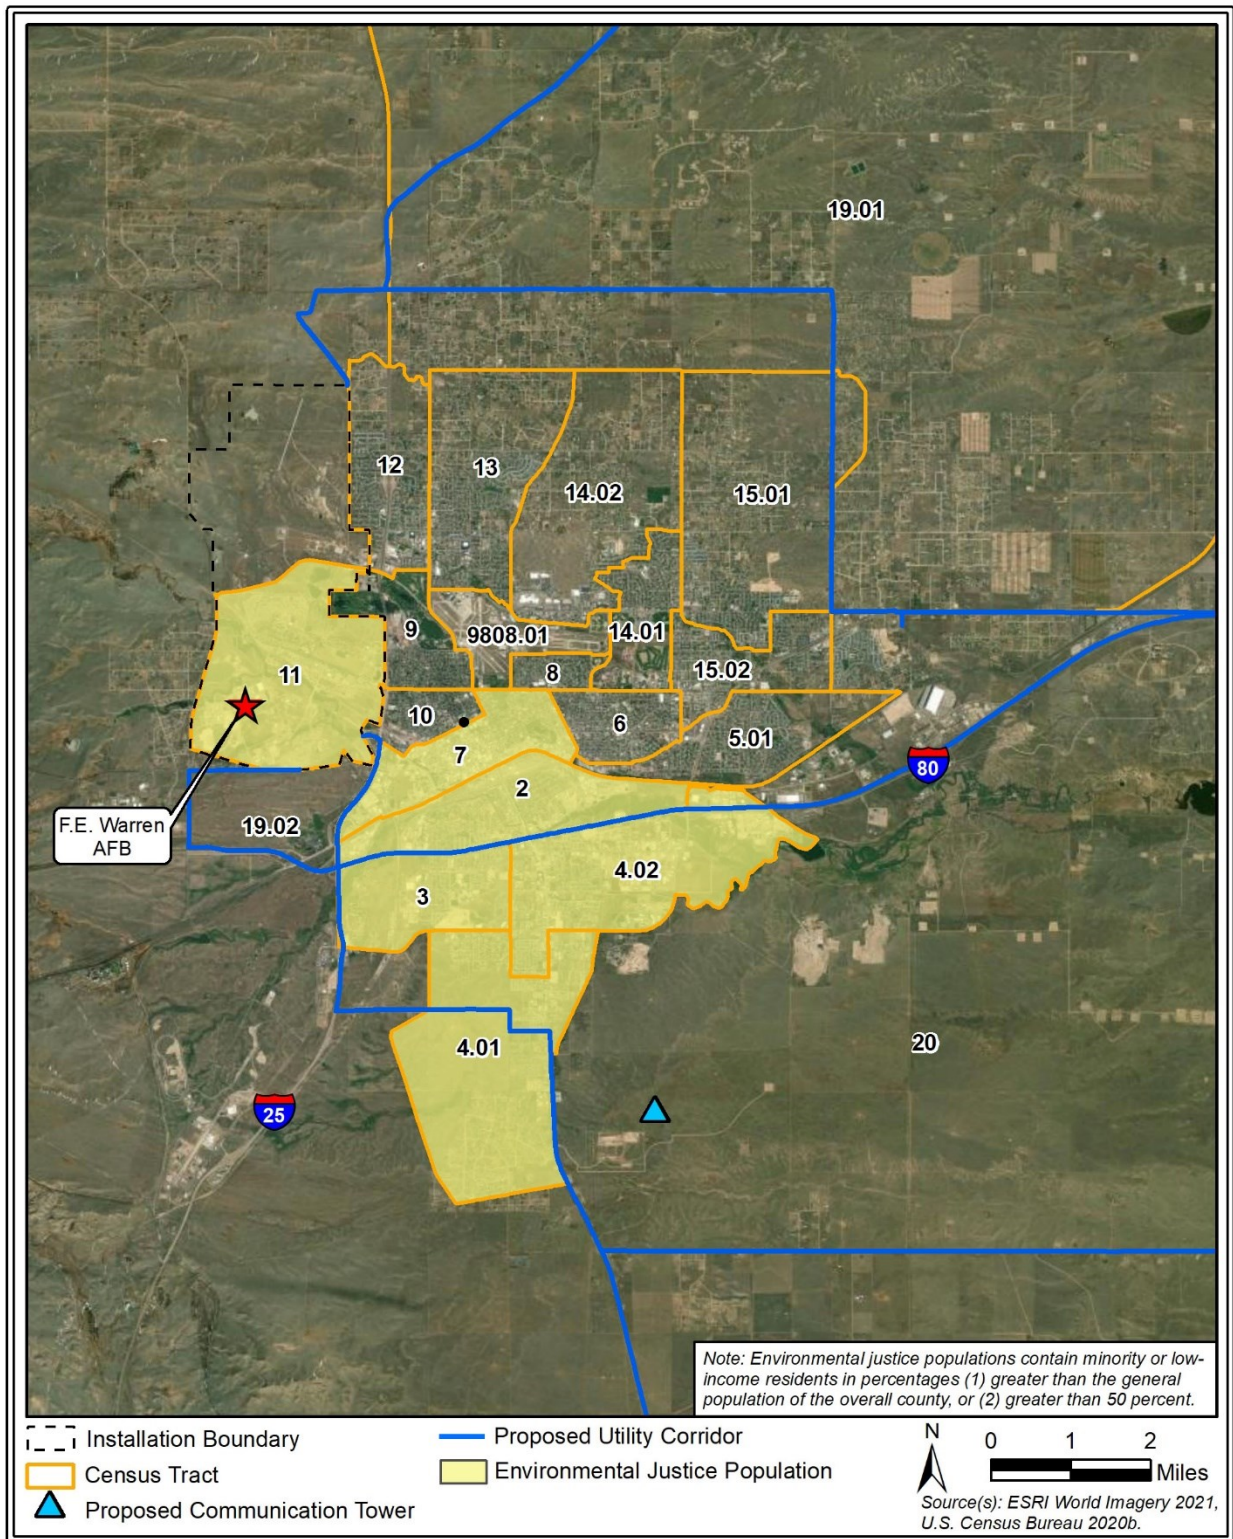 19.01
12
13
14.02
15.01
9
9808.01
14.01
8
15.02
11
10
6
5.01
7
2
80
F.E. Warren
AFB
19.02
4.02
3
4.01
20
25
Note: Environmental justice populations contain minority or low-
income residents in percentages (1) greater than the general
population of the overall county, or (2) greater than 50 percent.
Installation Boundary
Census Tract
Proposed Communication Tower
Proposed Utility Corridor
Environmental Justice Population
N
0 1 2
Miles
Source(s): ESRI World Imagery 2021,
U.S. Census Bureau 2020b.